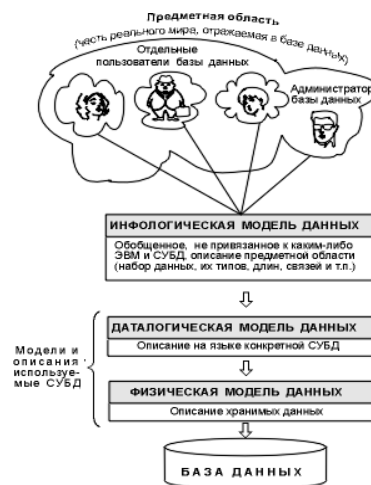 Предметная область
(честь реального мира, отражаемая в базе данных)
Отдельные
пользователи базы данных
Администратор
базы данных
ИНФОЛОГИЧЕСКАЯ МОДЕЛЬ ДАННЫХ
Обобщенное, не привязанное к каким-либо
ЭВМ и СУБД, описание предметной области
(набор данных, их типов, длин, связей и т.п.)
ДАТАЛОГИЧЕСКАЯ МОДЕЛЬ ДАННЫХ
Описание на языке конкретной СУБД
Модели и
описания
используе-
мые СУБД
ФИЗИЧЕСКАЯ МОДЕЛЬ ДАННЫХ
Описание хранимых данных
БАЗА ДАННЫХ